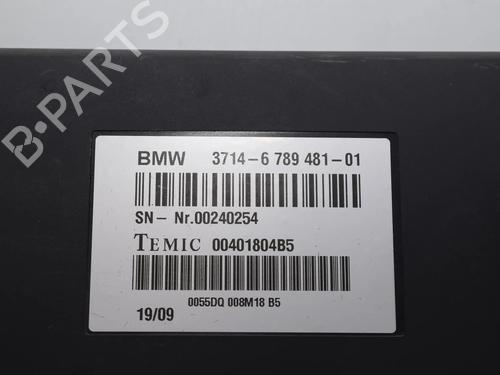 B-PARTS
BMW 3714-6 789 481-01
SN- Nr.00240254
TEMIC 00401804B5
0055DQ 008M18 B5
19/09